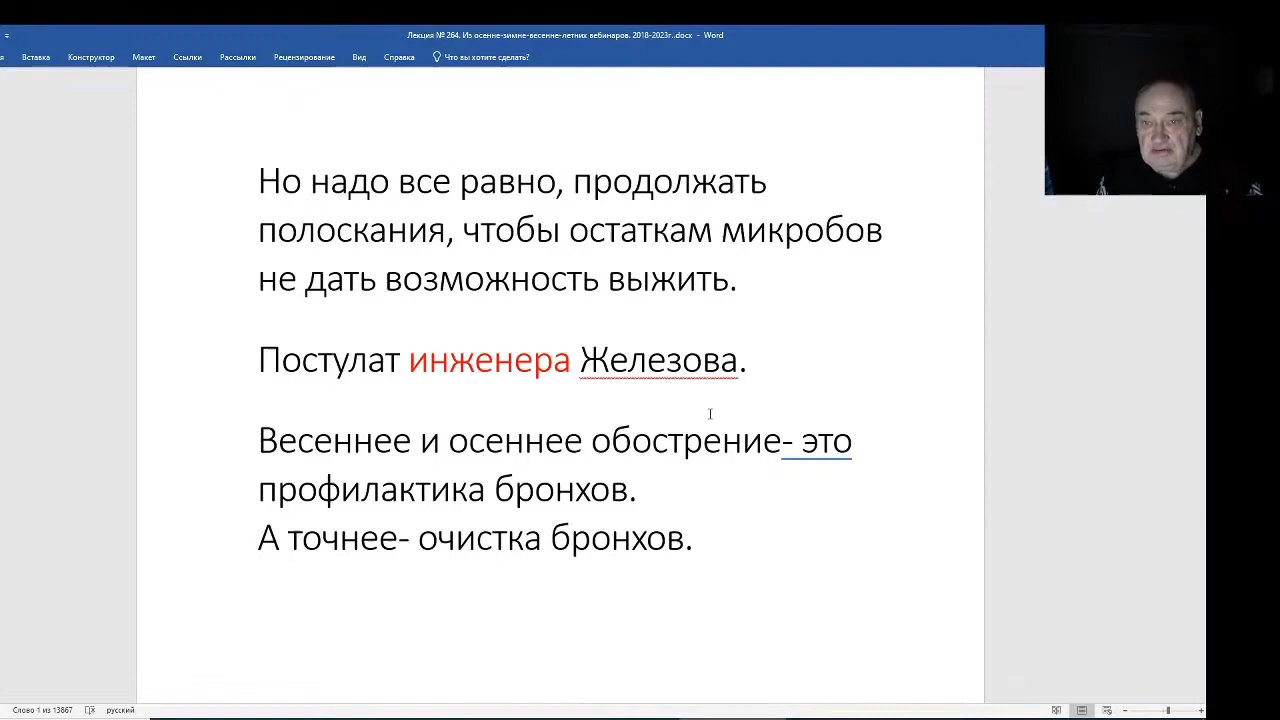 Лекция № 264. Из осенне-зимне-весенне-летних вебинаров. 2018-2023г..docx - Word
я Вставка Конструктор Макет Ссылки Рассылки Рецензирование Вид Справка Что вы хотите сделать?
Но надо все равно, продолжать
полоскания, чтобы остаткам микробов
не дать возможность выжить.
Постулат инженера Железова.
Весеннее и осеннее обострение- это
профилактика бронхов.
А точнее- очистка бронхов.
Слово 1 из 13867 русский